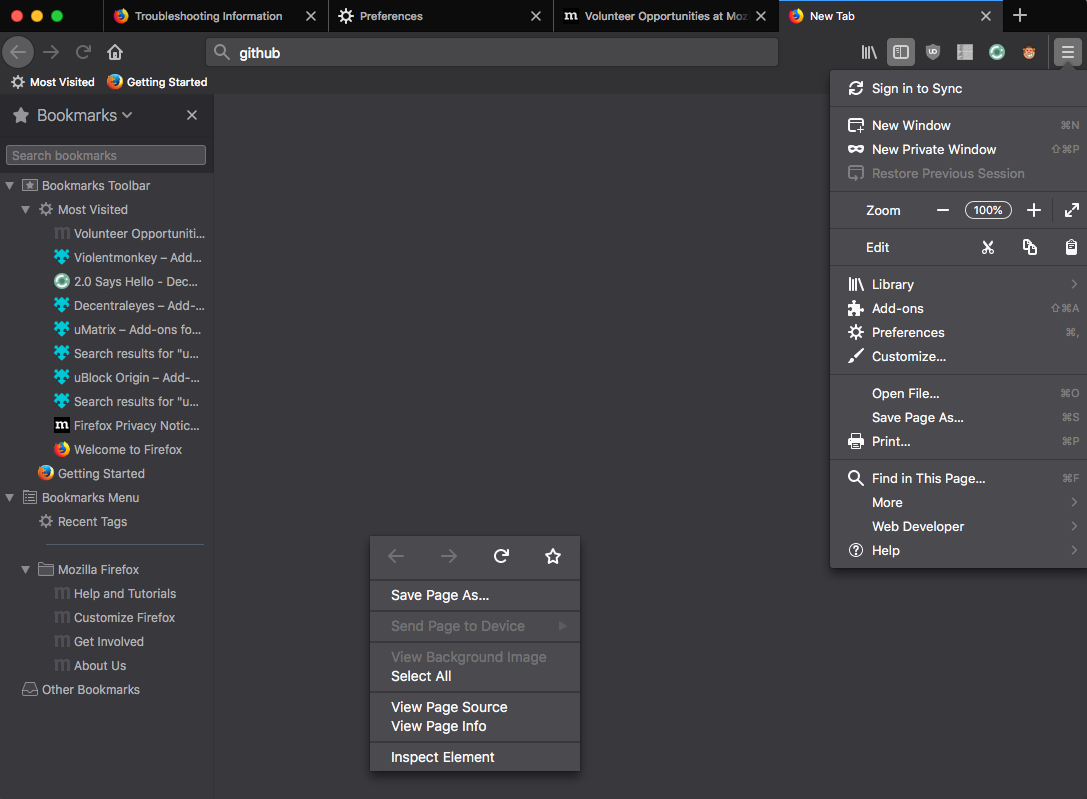 Troubleshooting Information
Preferences
m Volunteer Opportunities at Moz
New Tab
github
Most Visited
Getting Started
Bookmarks
Search bookmarks
Bookmarks Toolbar
Most Visited
m Volunteer Opportuniti...
Violentmonkey – Add...
2.0 Says Hello - Dec...
Decentraleyes – Add-...
uMatrix – Add-ons fo...
Search results for "u...
uBlock Origin – Add-...
Search results for "u...
m Firefox Privacy Notic...
Welcome to Firefox
Getting Started
Bookmarks Menu
Recent Tags
Mozilla Firefox
m Help and Tutorials
m Customize Firefox
m Get Involved
m About Us
Other Bookmarks
Save Page As...
Send Page to Device
View Background Image
Select All
View Page Source
View Page Info
Inspect Element
Sign in to Sync
New Window ⌘N
New Private Window ⇧⌘P
Restore Previous Session
Zoom − 100% +
Edit
Library
Add-ons ⇧⌘A
Preferences ⌘,
Customize...
Open File... ⌘O
Save Page As... ⌘S
Print... ⌘P
Find in This Page... ⌘F
More
Web Developer
Help